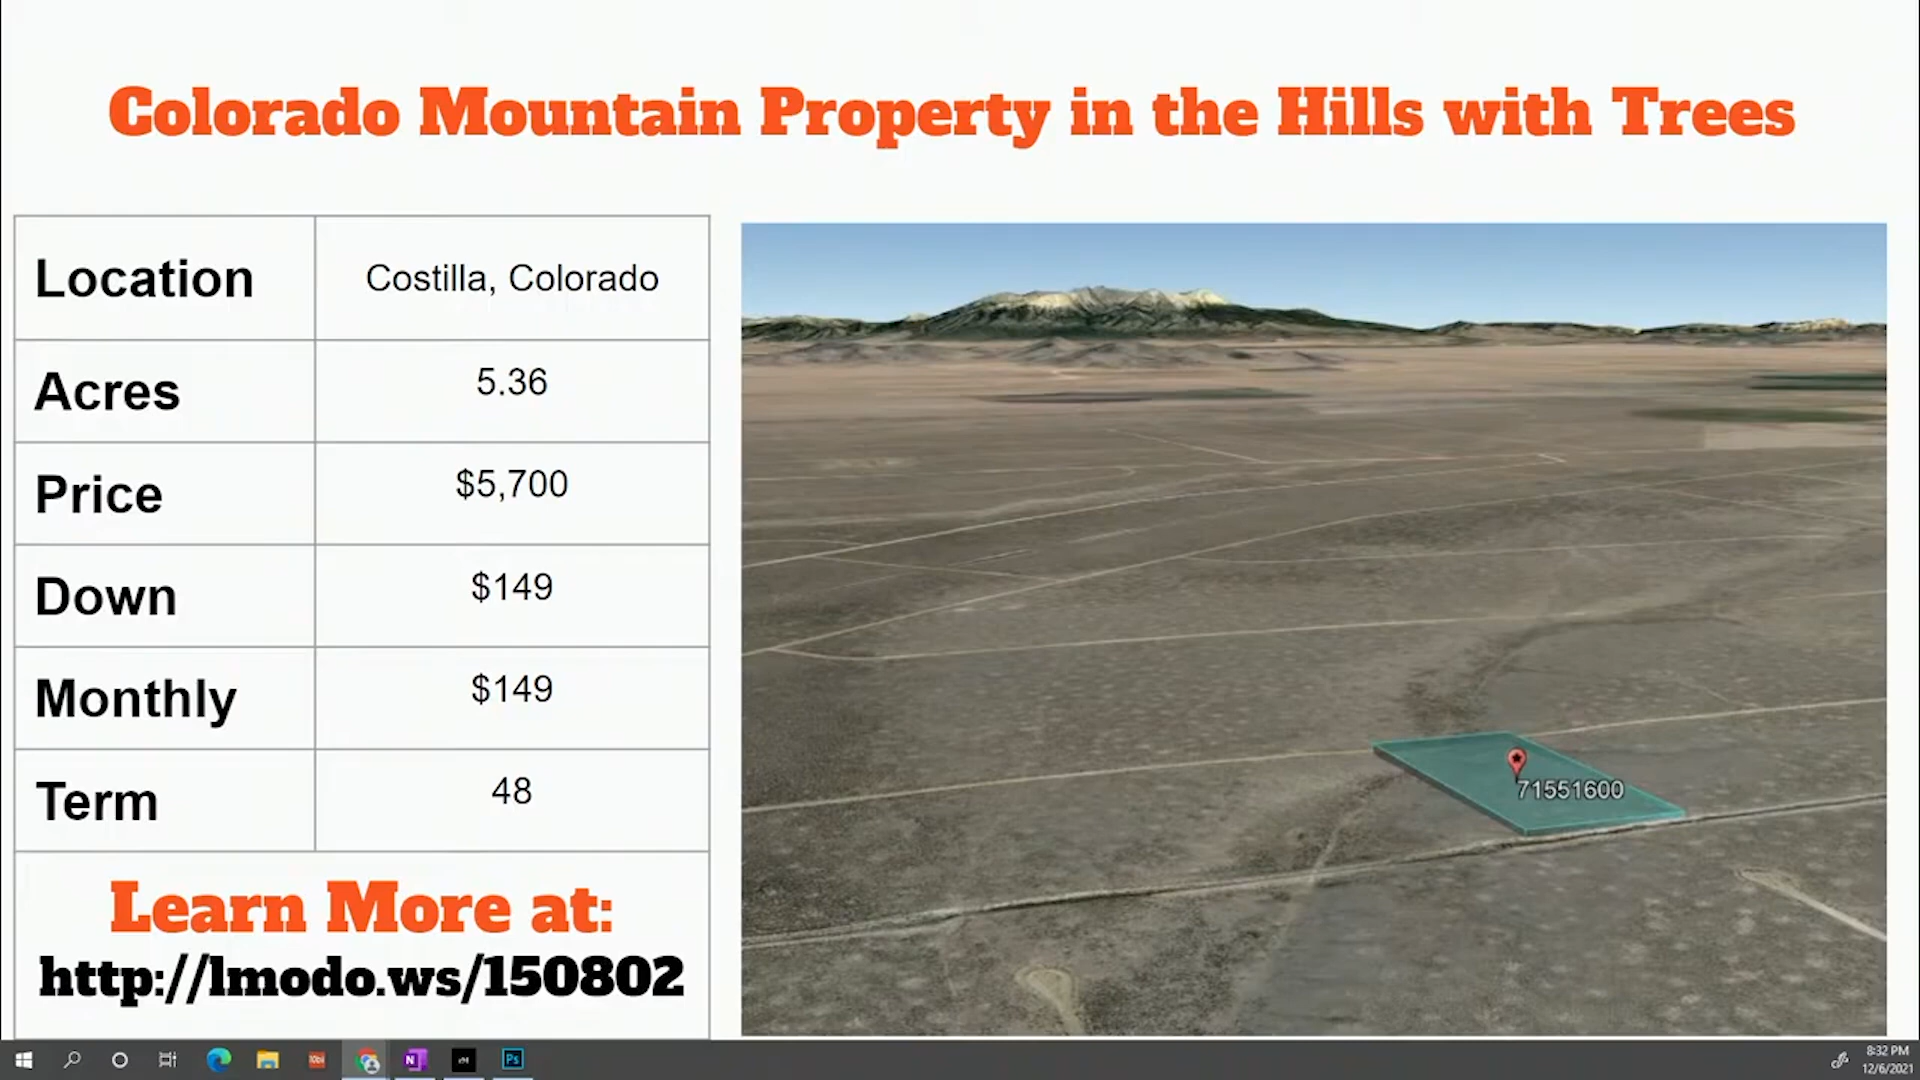 Colorado Mountain Property in the Hills with Trees
Location Costilla, Colorado
Acres 5.36
Price $5,700
Down $149
Monthly $149
Term 48
Learn More at:
http://lmodo.ws/150802
71551600
N
Ps
8:32 PM
12/6/2021